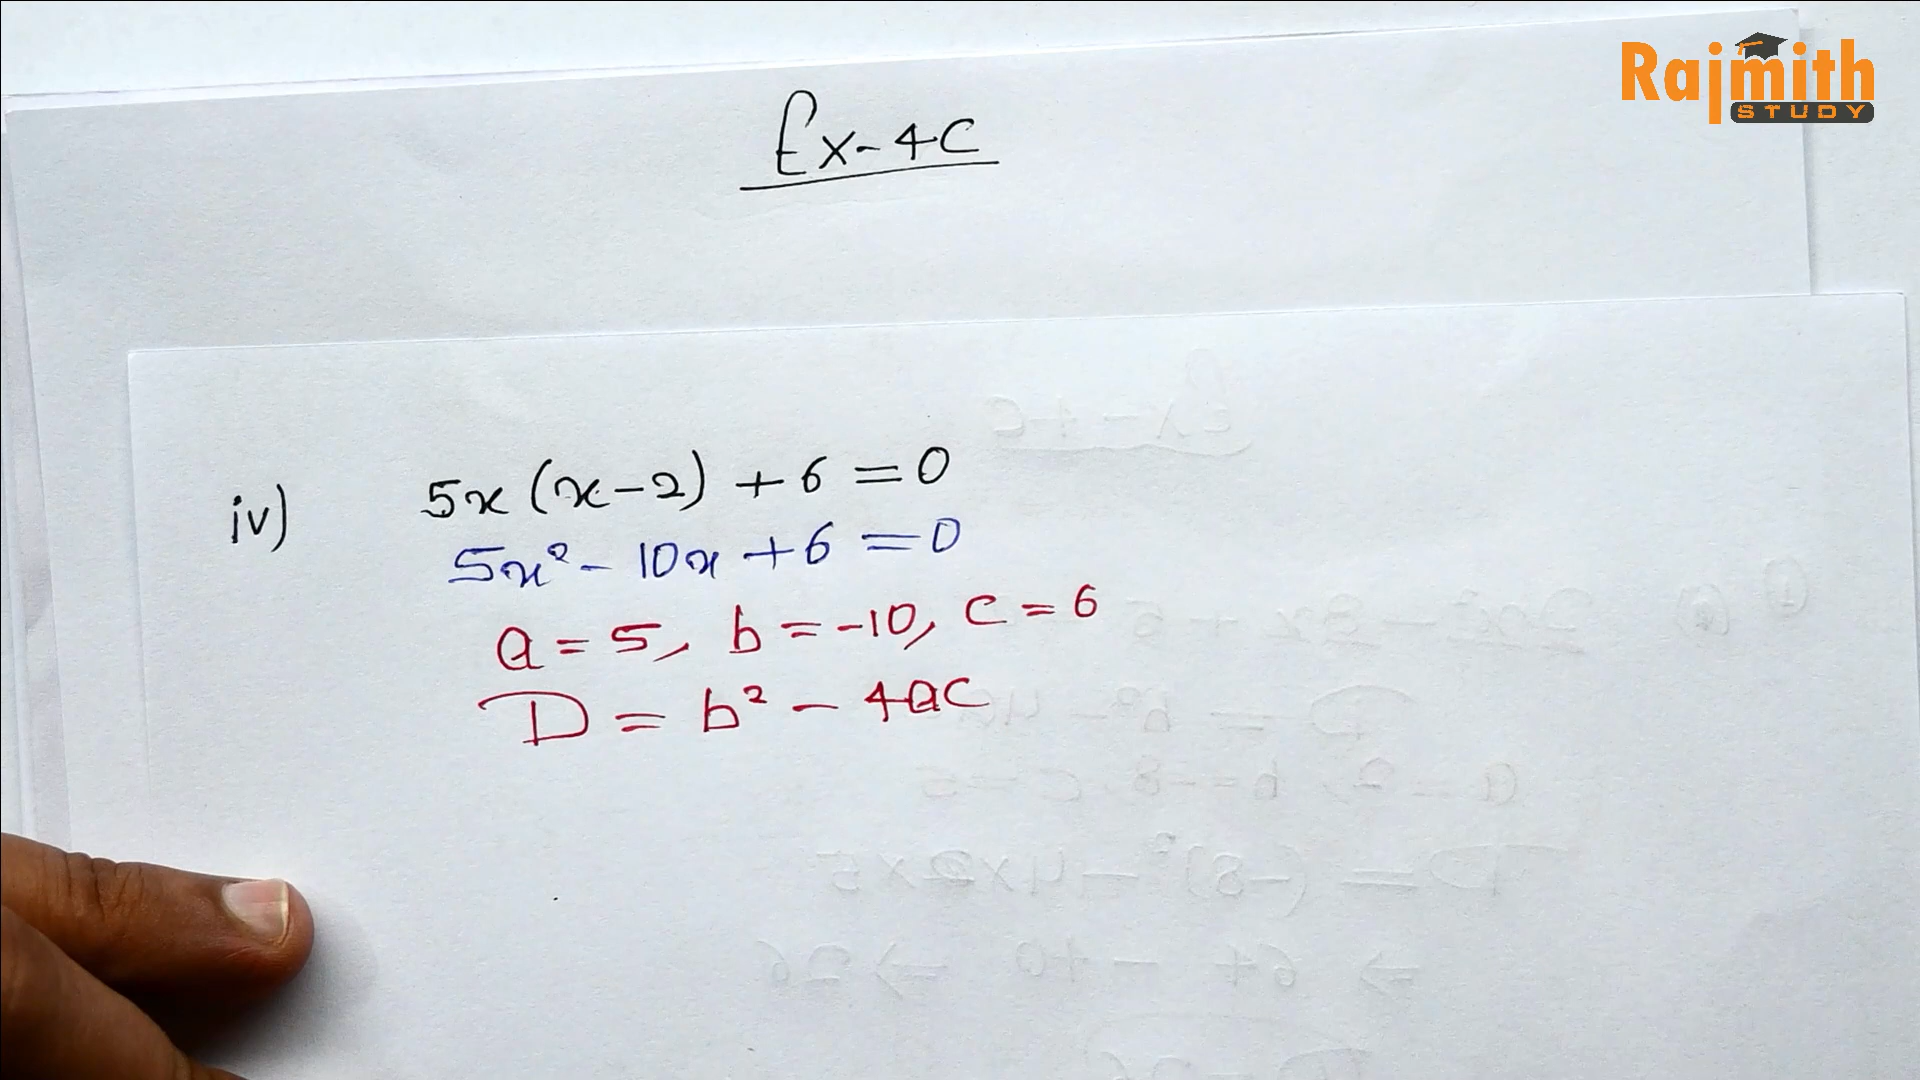 Rajmith
STUDY
Ex-4C
iv) 5x (x-2) + 6 = 0
5x² - 10x + 6 = 0
a = 5, b = -10, c = 6
D = b² - 4ac